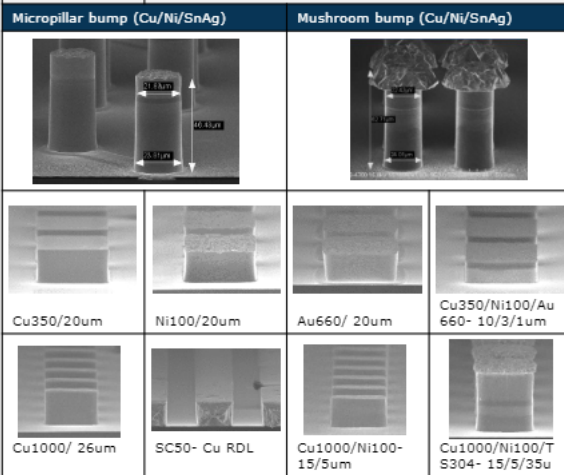 Micropillar bump (Cu/Ni/SnAg)
Mushroom bump (Cu/Ni/SnAg)
Cu350/20um
Ni100/20um
Au660/ 20um
Cu350/Ni100/Au
660- 10/3/1um
Cu1000/ 26um
SC50- Cu RDL
Cu1000/Ni100-
15/5um
Cu1000/Ni100/T
S304- 15/5/35u